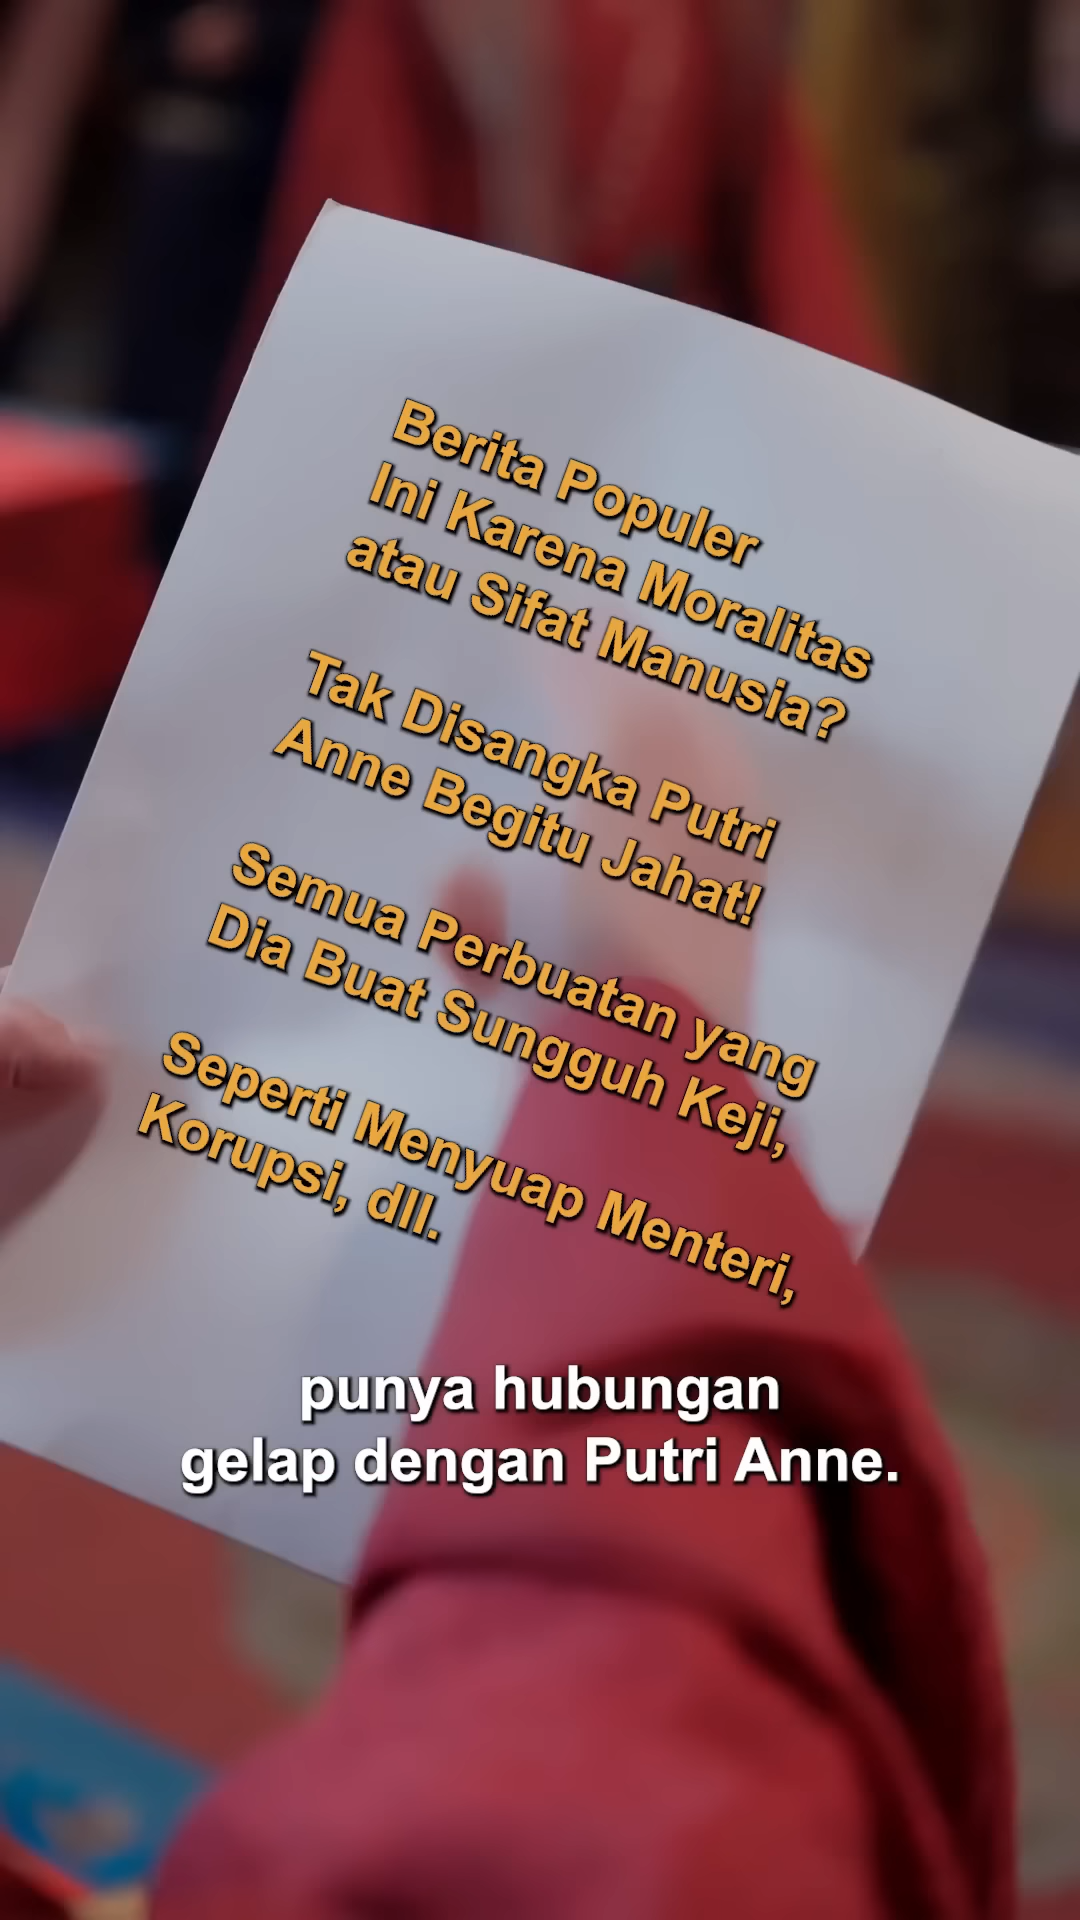 Berita Populer
Ini Karena Moralitas
atau Sifat Manusia?
Tak Disangka Putri
Anne Begitu Jahat!
Semua Perbuatan yang
Dia Buat Sungguh Keji,
Seperti Menyuap Menteri,
Korupsi, dll.
punya hubungan
gelap dengan Putri Anne.